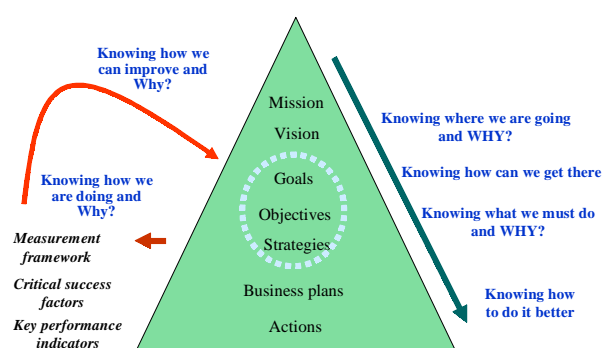 Knowing how we
can improve and
Why?
Knowing how we
are doing and
Why?
Measurement
framework
Critical success
factors
Key performance
indicators
Mission
Vision
Goals
Objectives
Strategies
Business plans
Actions
Knowing where we are going
and WHY?
Knowing how can we get there
Knowing what we must do
and WHY?
Knowing how
to do it better